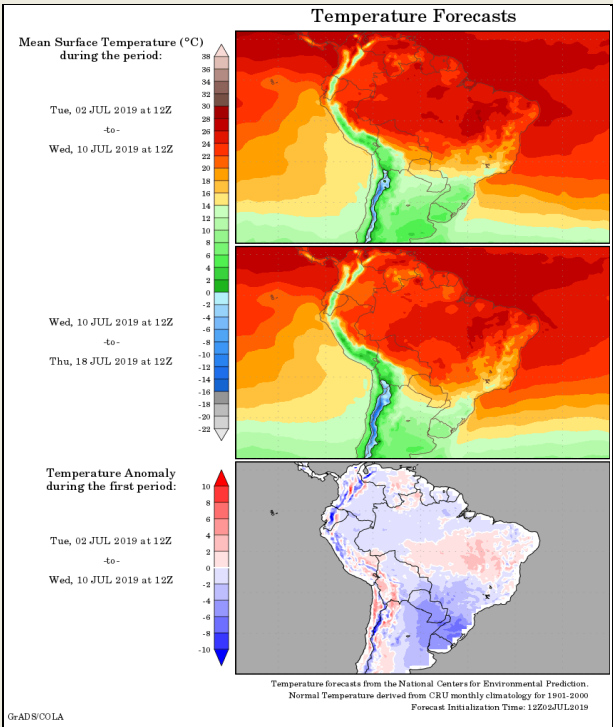 Temperature Forecasts
Mean Surface Temperature (°C)
during the period:
Tue, 02 JUL 2019 at 12Z
-to-
Wed, 10 JUL 2019 at 12Z
38
36
34
32
30
28
26
24
22
20
18
16
14
12
10
8
6
4
2
0
-2
-4
-6
-8
-10
-12
-14
-16
-18
-20
-22
Wed, 10 JUL 2019 at 12Z
-to-
Thu, 18 JUL 2019 at 12Z
Temperature Anomaly
during the first period:
Tue, 02 JUL 2019 at 12Z
-to-
Wed, 10 JUL 2019 at 12Z
10
8
6
4
2
0
-2
-4
-6
-8
-10
Temperature forecasts from the National Centers for Environmental Prediction.
Normal Temperature derived from CRU monthly climatology for 1901-2000
Forecast Initialization Time: 12Z02JUL2019
GrADS/COLA